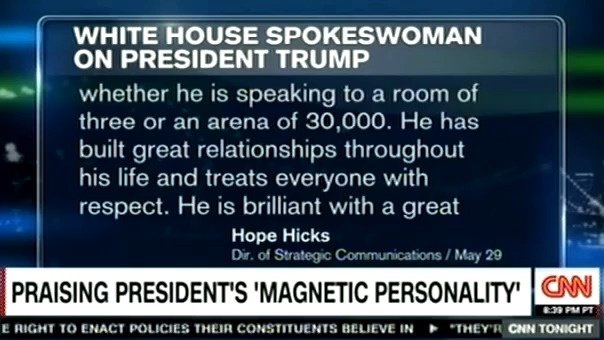 WHITE HOUSE SPOKESWOMAN
ON PRESIDENT TRUMP
whether he is speaking to a room of
three or an arena of 30,000. He has
built great relationships throughout
his life and treats everyone with
respect. He is brilliant with a great
Hope Hicks
Dir. of Strategic Communications / May 29
PRAISING PRESIDENT'S 'MAGNETIC PERSONALITY'
CNN
8:39 PM PT
E RIGHT TO ENACT POLICIES THEIR CONSTITUENTS BELIEVE IN ► "THEY'R
CNN TONIGHT